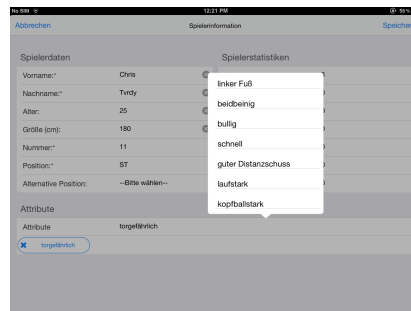 No SIM
12:21 PM
56%
Abbrechen
Spielerinformation
Speicher
Spielerdaten
Spielerstatistiken
Vorname:*
Chris
Nachname:*
Tvrdy
Alter:
25
Größe (cm):
180
Nummer:*
11
Position:*
ST
Alternative Position:
--Bitte wählen--
linker Fuß
beidbeinig
bullig
schnell
guter Distanzschuss
laufstark
kopfballstark
Attribute
Attribute
torgefährlich
torgefährlich